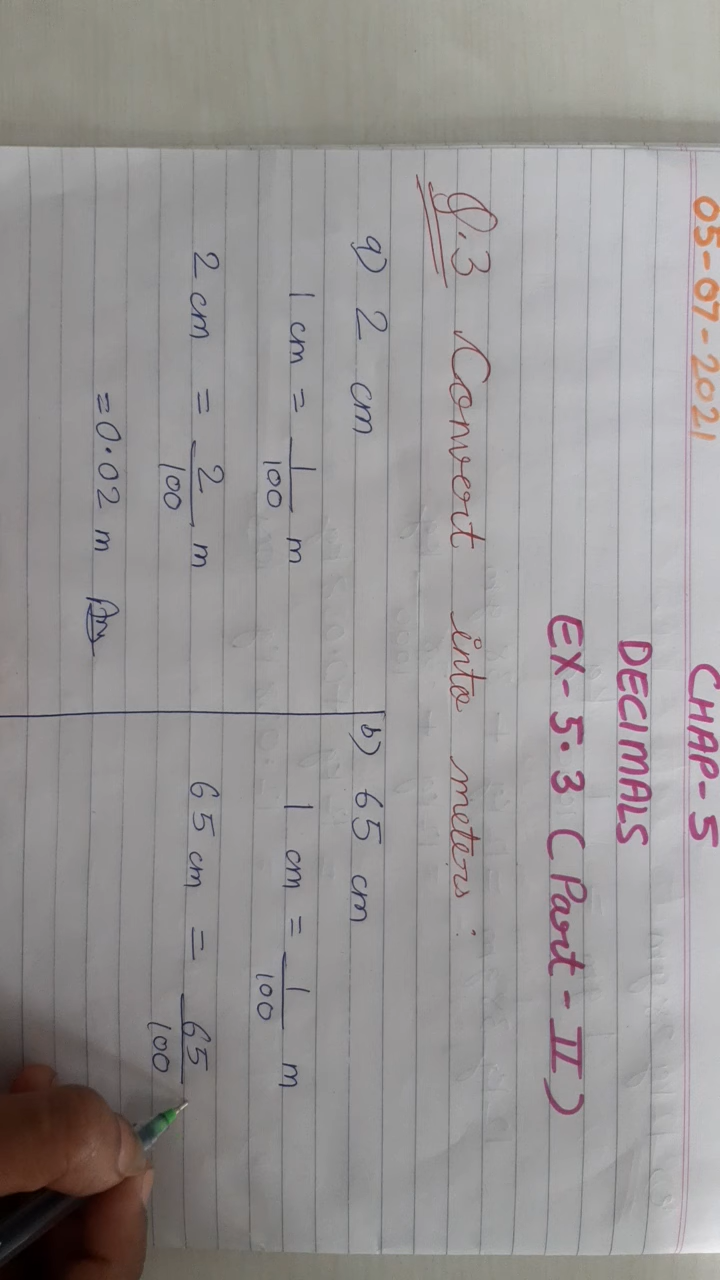 05-07-2021
CHAP-5
DECIMALS
EX-5.3 (Part-II)
Q.3 Convert into meters:
a) 2 cm
1 cm = 1/100 m
2 cm = 2/100 m
= 0.02 m Ans
b) 65 cm
1 cm = 1/100 m
65 cm = 65/100